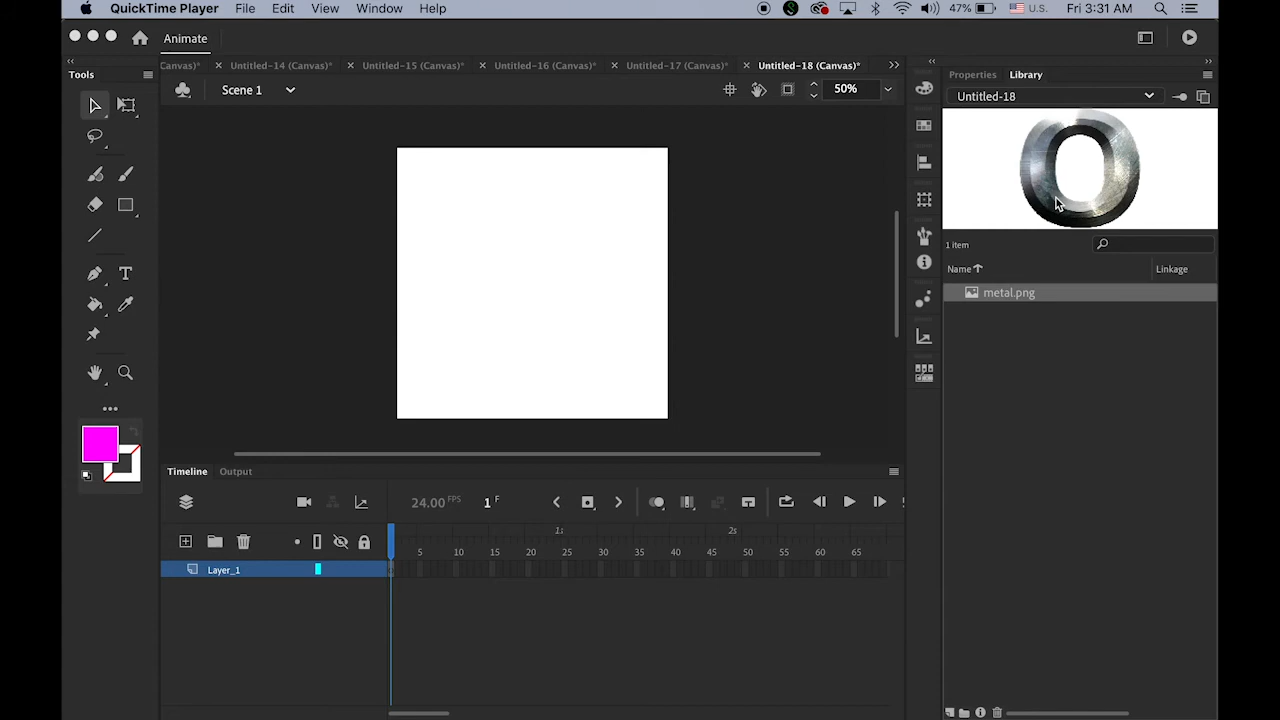 QuickTime Player File Edit View Window Help 47% U.S. Fri 3:31 AM
Animate
Tools
Canvas)* × Untitled-14 (Canvas)* × Untitled-15 (Canvas)* × Untitled-16 (Canvas)* × Untitled-17 (Canvas)* × Untitled-18 (Canvas)*
Properties Library
Scene 1 50%
Untitled-18
O
1 item
Name Linkage
metal.png
T
Timeline Output
24.00 FPS 1 F
1s 2s
5 10 15 20 25 30 35 40 45 50 55 60 65
Layer_1